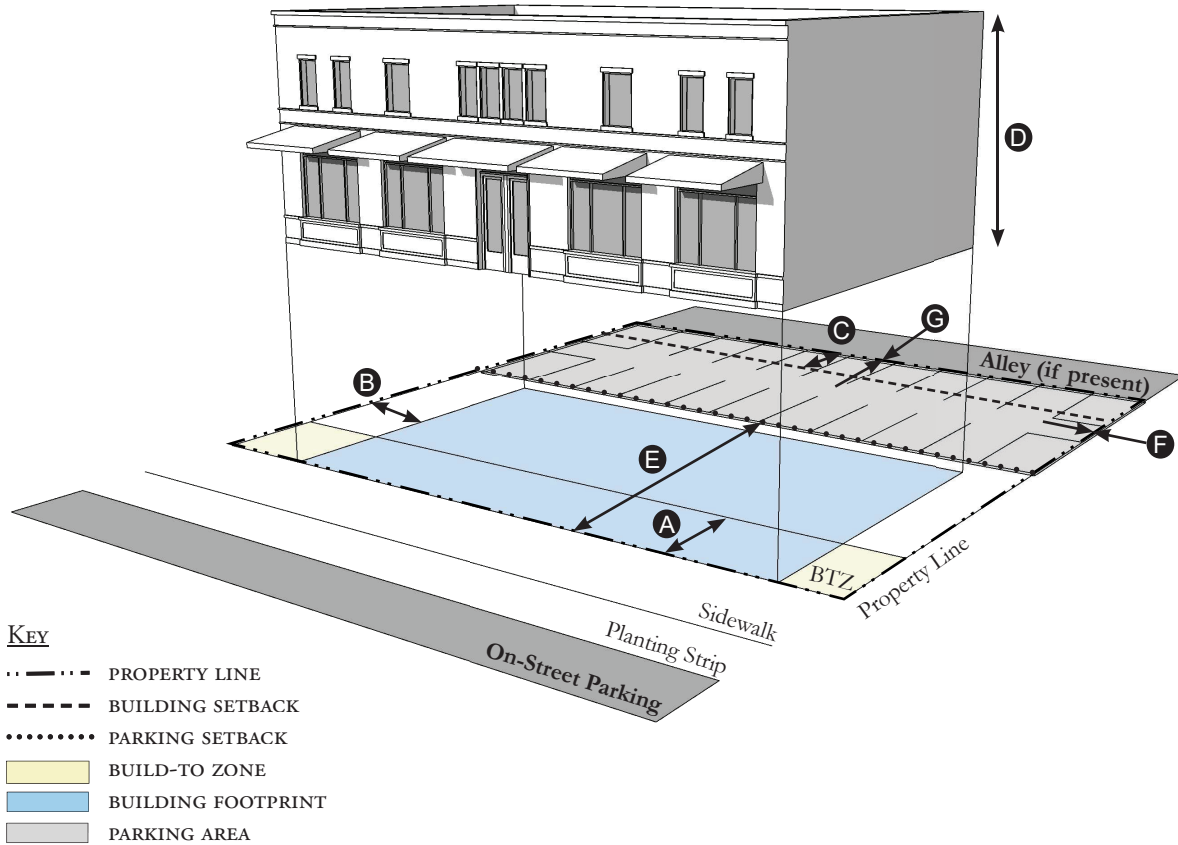 D
G
C
Alley (if present)
B
F
E
A
BTZ
Property Line
Sidewalk
Planting Strip
On-Street Parking
KEY
PROPERTY LINE
BUILDING SETBACK
PARKING SETBACK
BUILD-TO ZONE
BUILDING FOOTPRINT
PARKING AREA